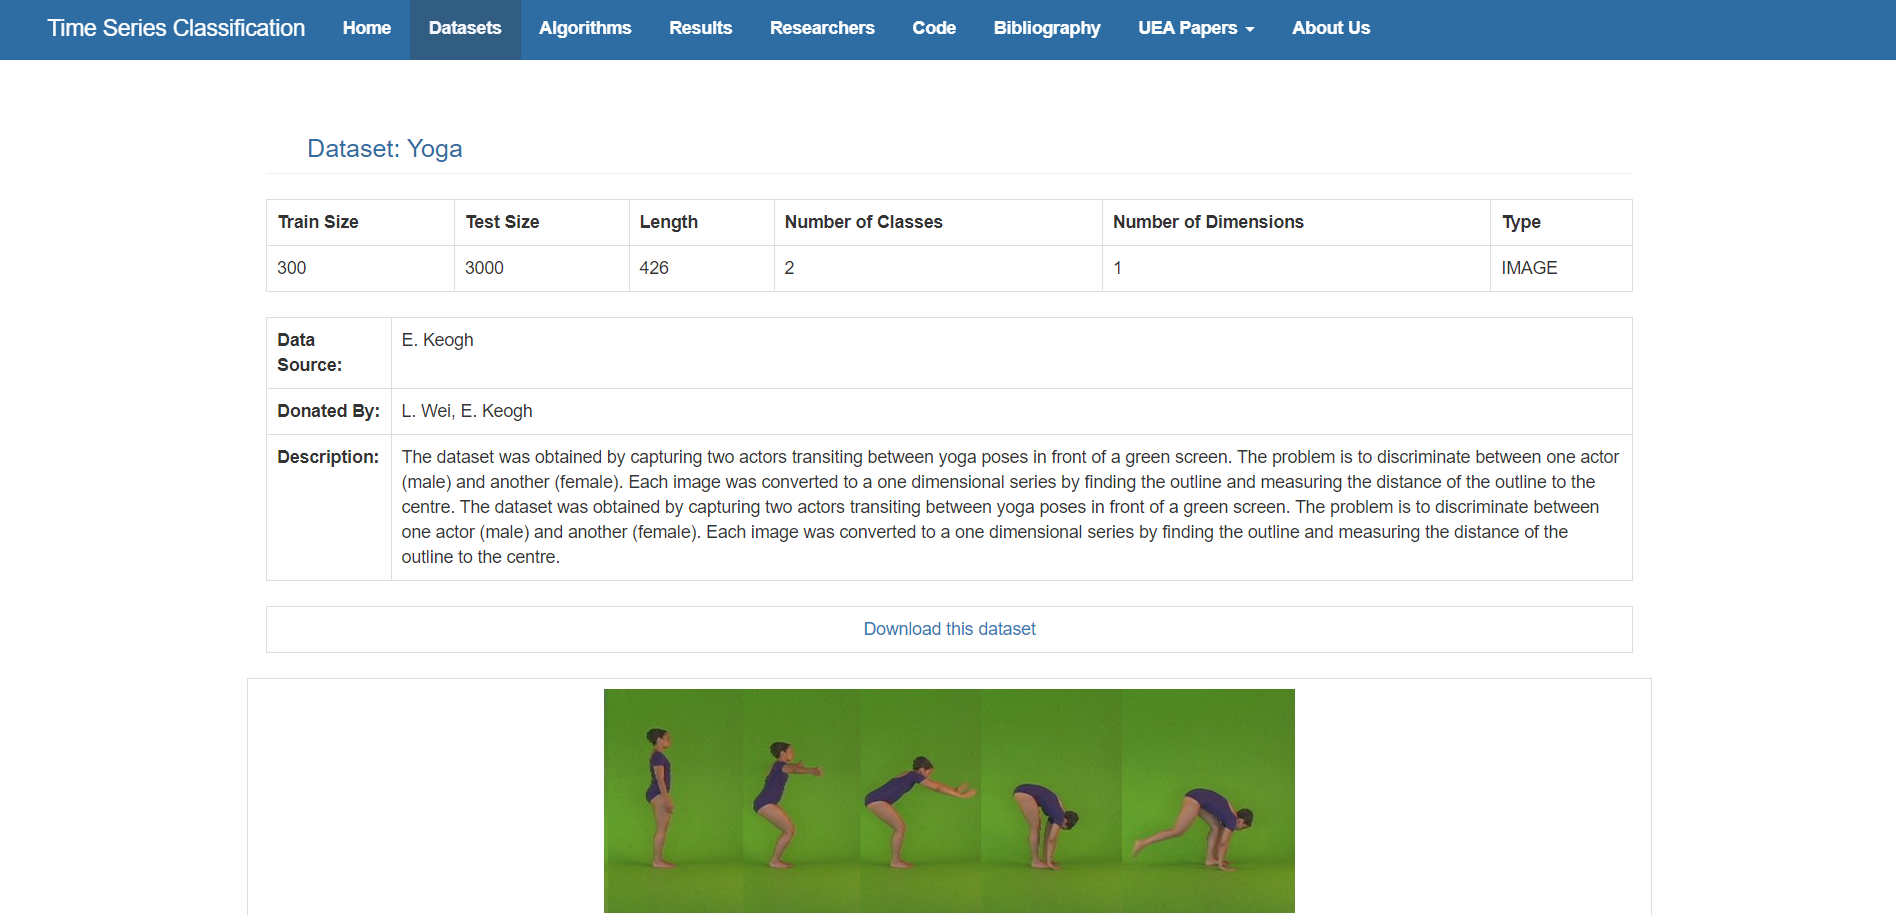 Time Series Classification Home Datasets Algorithms Results Researchers Code Bibliography UEA Papers About Us
Dataset: Yoga
Train Size Test Size Length Number of Classes Number of Dimensions Type
300 3000 426 2 1 IMAGE
Data
Source:
E. Keogh
Donated By: L. Wei, E. Keogh
Description: The dataset was obtained by capturing two actors transiting between yoga poses in front of a green screen. The problem is to discriminate between one actor
(male) and another (female). Each image was converted to a one dimensional series by finding the outline and measuring the distance of the outline to the
centre. The dataset was obtained by capturing two actors transiting between yoga poses in front of a green screen. The problem is to discriminate between
one actor (male) and another (female). Each image was converted to a one dimensional series by finding the outline and measuring the distance of the
outline to the centre.
Download this dataset